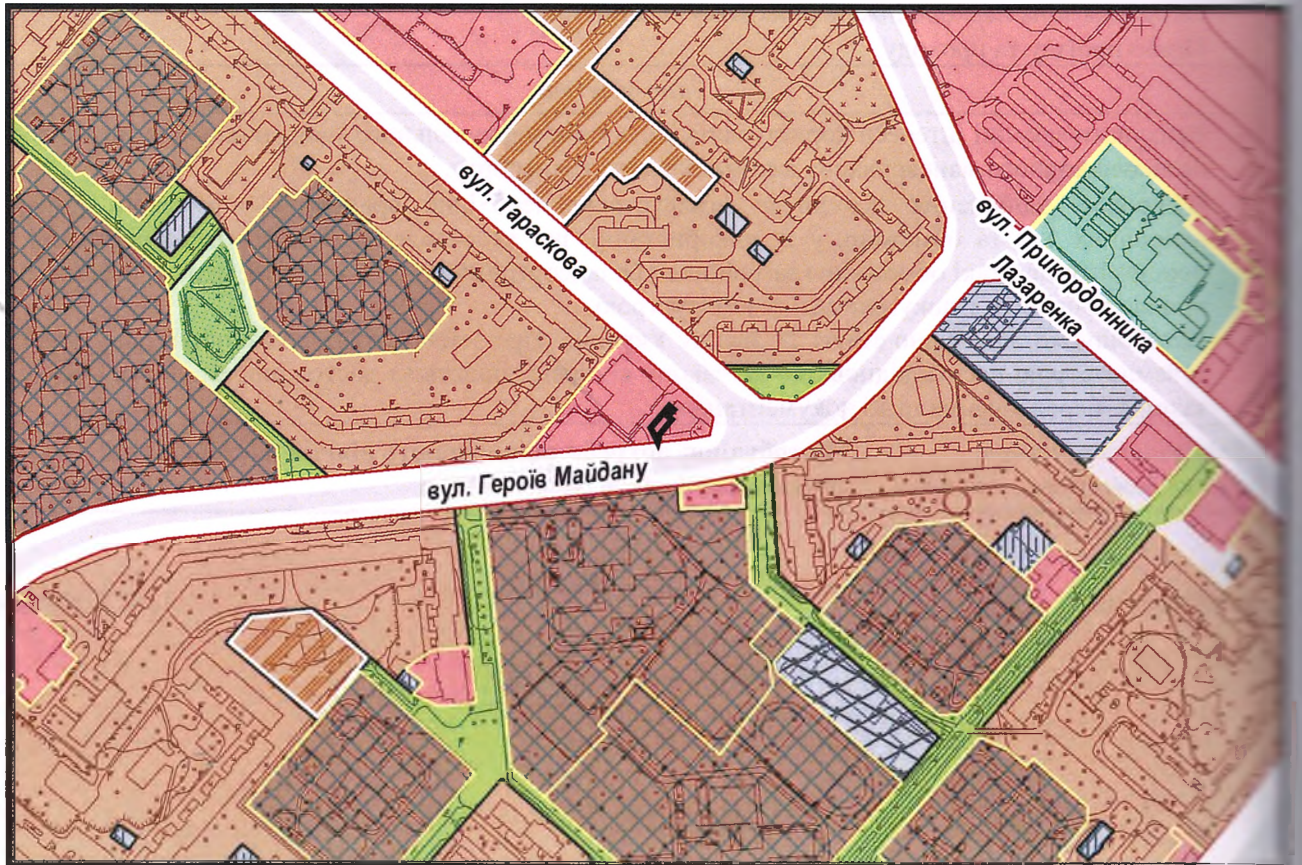 вул. Тараскова
вул. Прикордонника
Лазаренка
вул. Героїв Майдану